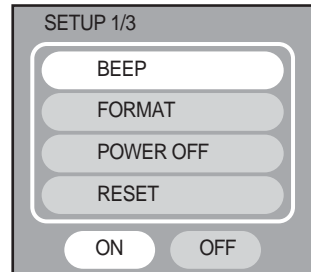 SETUP 1/3
BEEP
FORMAT
POWER OFF
RESET
ON OFF